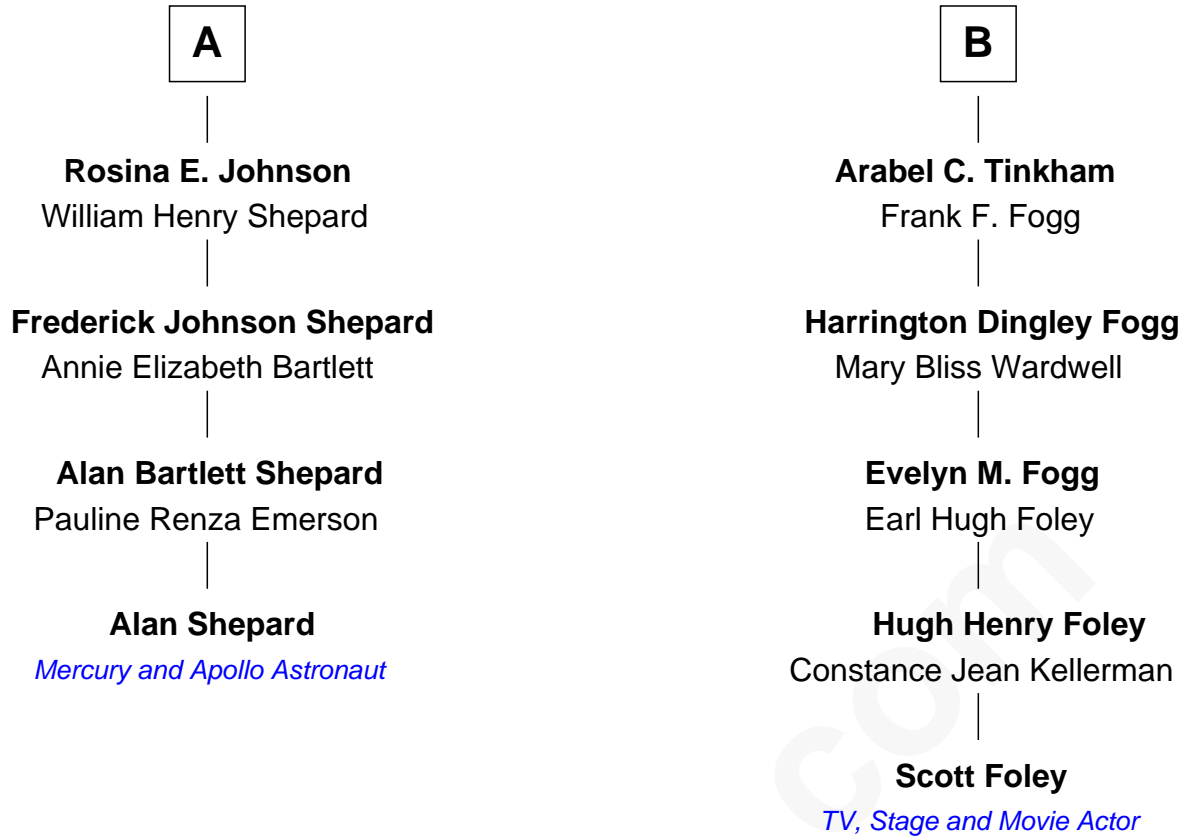 A
Rosina E. Johnson
William Henry Shepard
Frederick Johnson Shepard
Annie Elizabeth Bartlett
Alan Bartlett Shepard
Pauline Renza Emerson
Alan Shepard
Mercury and Apollo Astronaut
B
Arabel C. Tinkham
Frank F. Fogg
Harrington Dingley Fogg
Mary Bliss Wardwell
Evelyn M. Fogg
Earl Hugh Foley
Hugh Henry Foley
Constance Jean Kellerman
Scott Foley
TV, Stage and Movie Actor
com